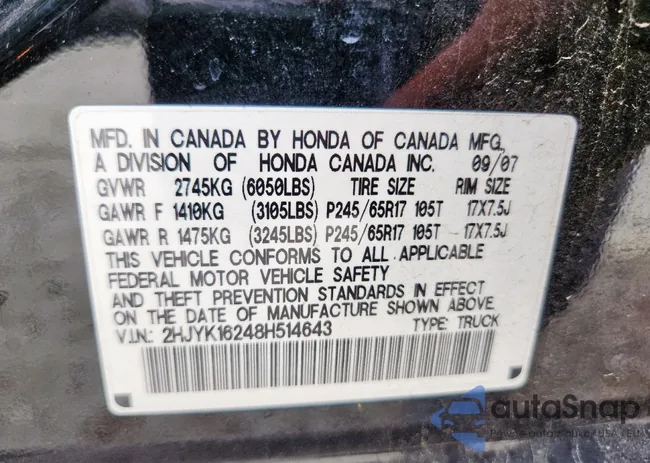 MFD. IN CANADA BY HONDA OF CANADA MFG.,
A DIVISION OF HONDA CANADA INC. 09/07
GVWR 2745KG (6050LBS) TIRE SIZE RIM SIZE
GAWR F 1410KG (3105LBS) P245/65R17 105T 17X7.5J
GAWR R 1475KG (3245LBS) P245/65R17 105T 17X7.5J
THIS VEHICLE CONFORMS TO ALL APPLICABLE
FEDERAL MOTOR VEHICLE SAFETY
AND THEFT PREVENTION STANDARDS IN EFFECT
ON THE DATE OF MANUFACTURE SHOWN ABOVE.
V.I.N.: 2HJYK16248H514643 TYPE: TRUCK
autoSnap